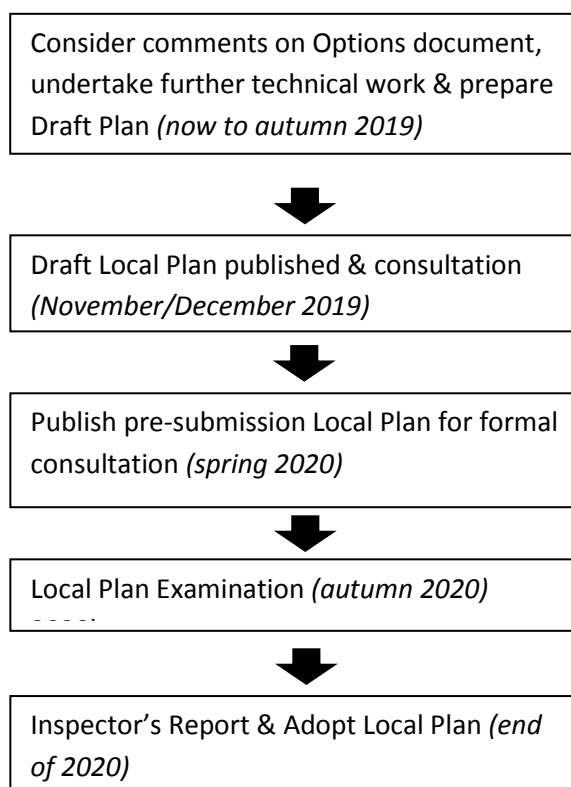 Consider comments on Options document,
undertake further technical work & prepare
Draft Plan (now to autumn 2019)
Draft Local Plan published & consultation
(November/December 2019)
Publish pre-submission Local Plan for formal
consultation (spring 2020)
Local Plan Examination (autumn 2020)
Inspector’s Report & Adopt Local Plan (end
of 2020)